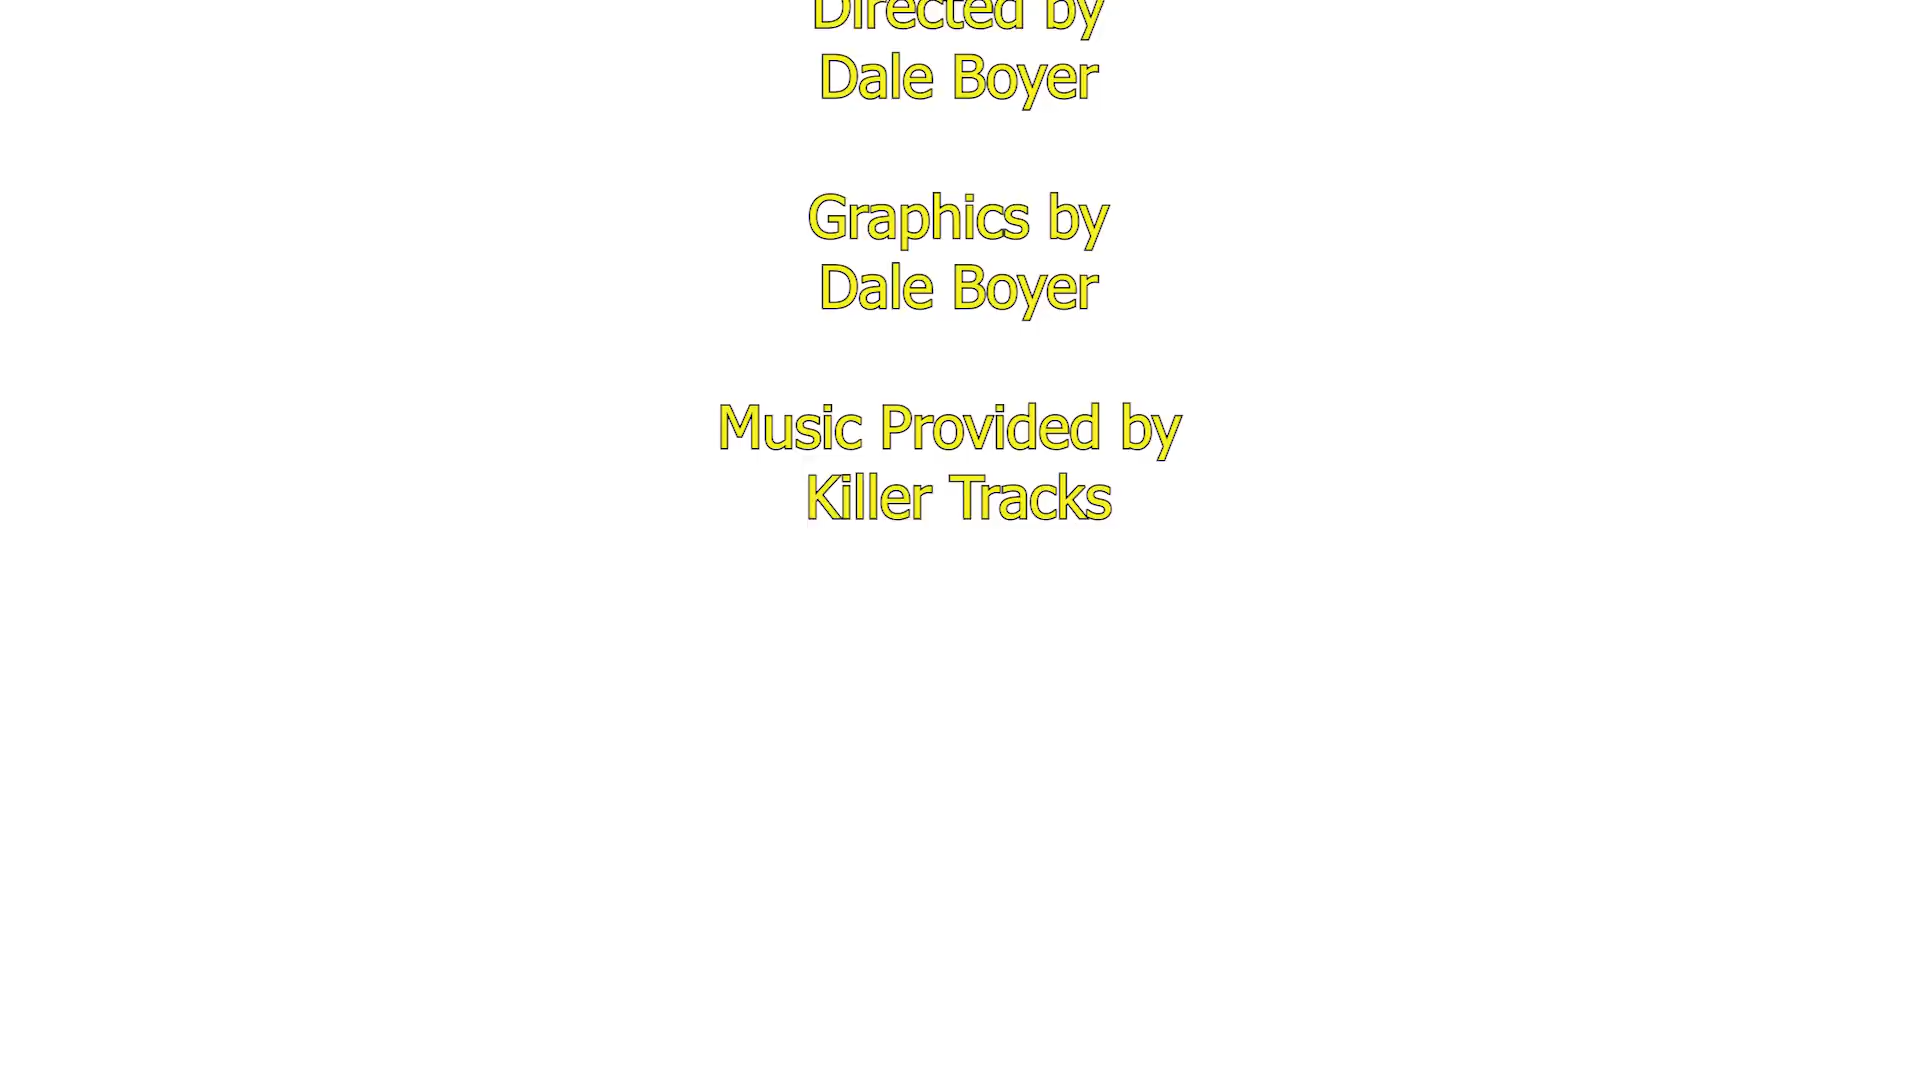 Directed by
Dale Boyer
Graphics by
Dale Boyer
Music Provided by
Killer Tracks